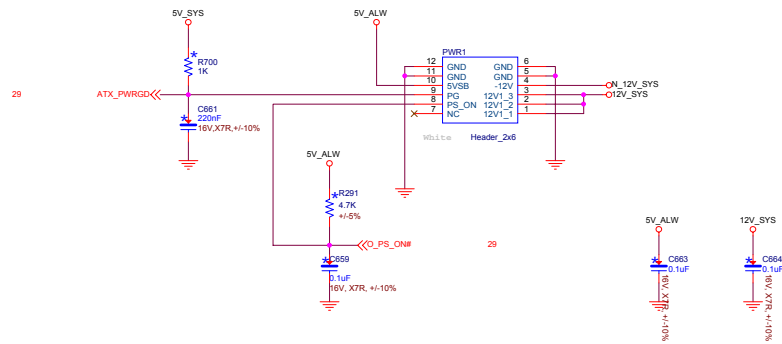 5V_SYS
5V_ALW
R700
1K
29
ATX_PWRGD
C661
220nF
16V,X7R,+/-10%
PWR1
12
11
10
9
8
7
GND
GND
5VSB
PG
PS_ON
NC
GND
GND
-12V
12V1_3
12V1_2
12V1_1
6
5
4
3
2
1
N_12V_SYS
12V_SYS
White
Header_2x6
5V_ALW
R291
4.7K
+/-5%
O_PS_ON#
29
C659
0.1uF
16V, X7R, +/-10%
5V_ALW
C663
0.1uF
16V, X7R, +/-10%
12V_SYS
C664
0.1uF
16V, X7R, +/-10%